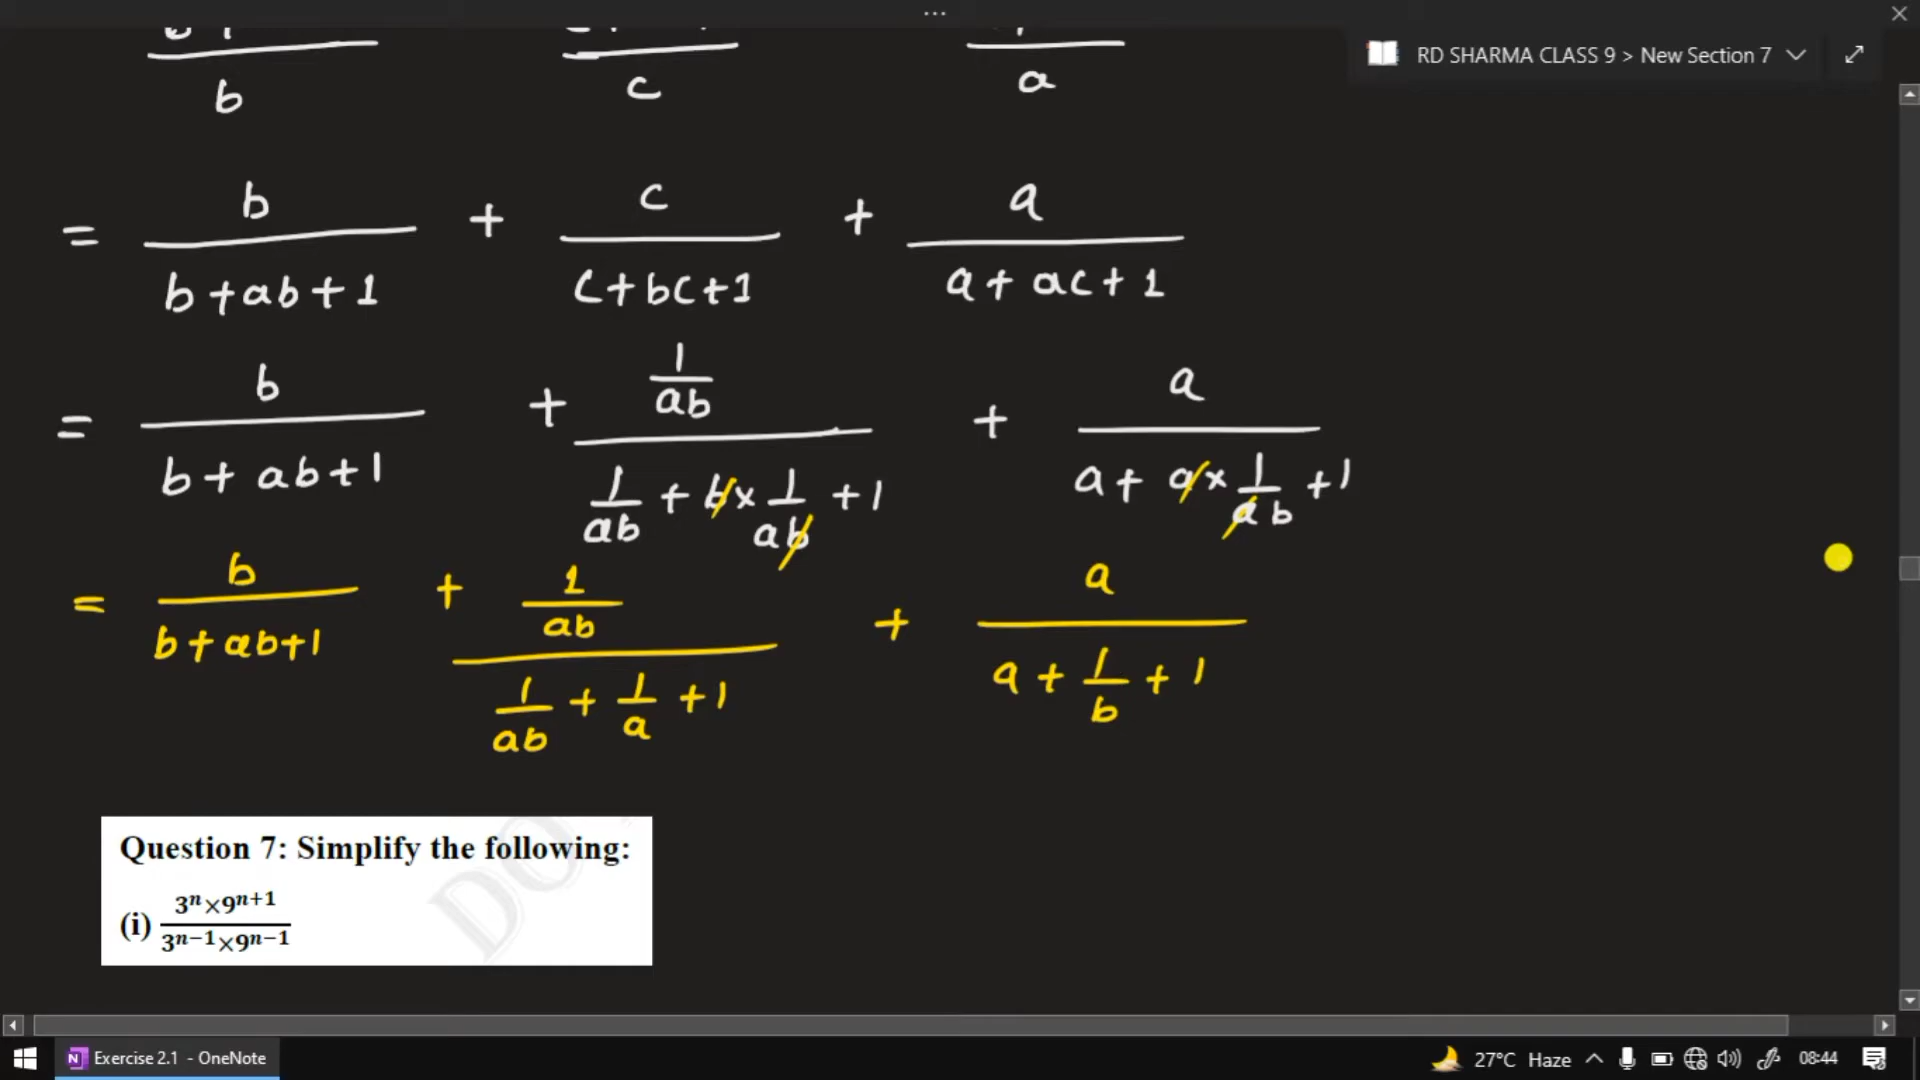 RD SHARMA CLASS 9 > New Section 7
b c a
= b/(b+ab+1) + c/(c+bc+1) + a/(a+ac+1)
= b/(b+ab+1) + (1/ab)/(1/ab + b×1/ab + 1) + a/(a + a×1/ab + 1)
= b/(b+ab+1) + (1/ab)/(1/ab + 1/a + 1) + a/(a + 1/b + 1)
Question 7: Simplify the following:
(i) (3ⁿ×9ⁿ⁺¹)/(3ⁿ⁻¹×9ⁿ⁻¹)
Exercise 2.1 - OneNote
27°C Haze
08:44